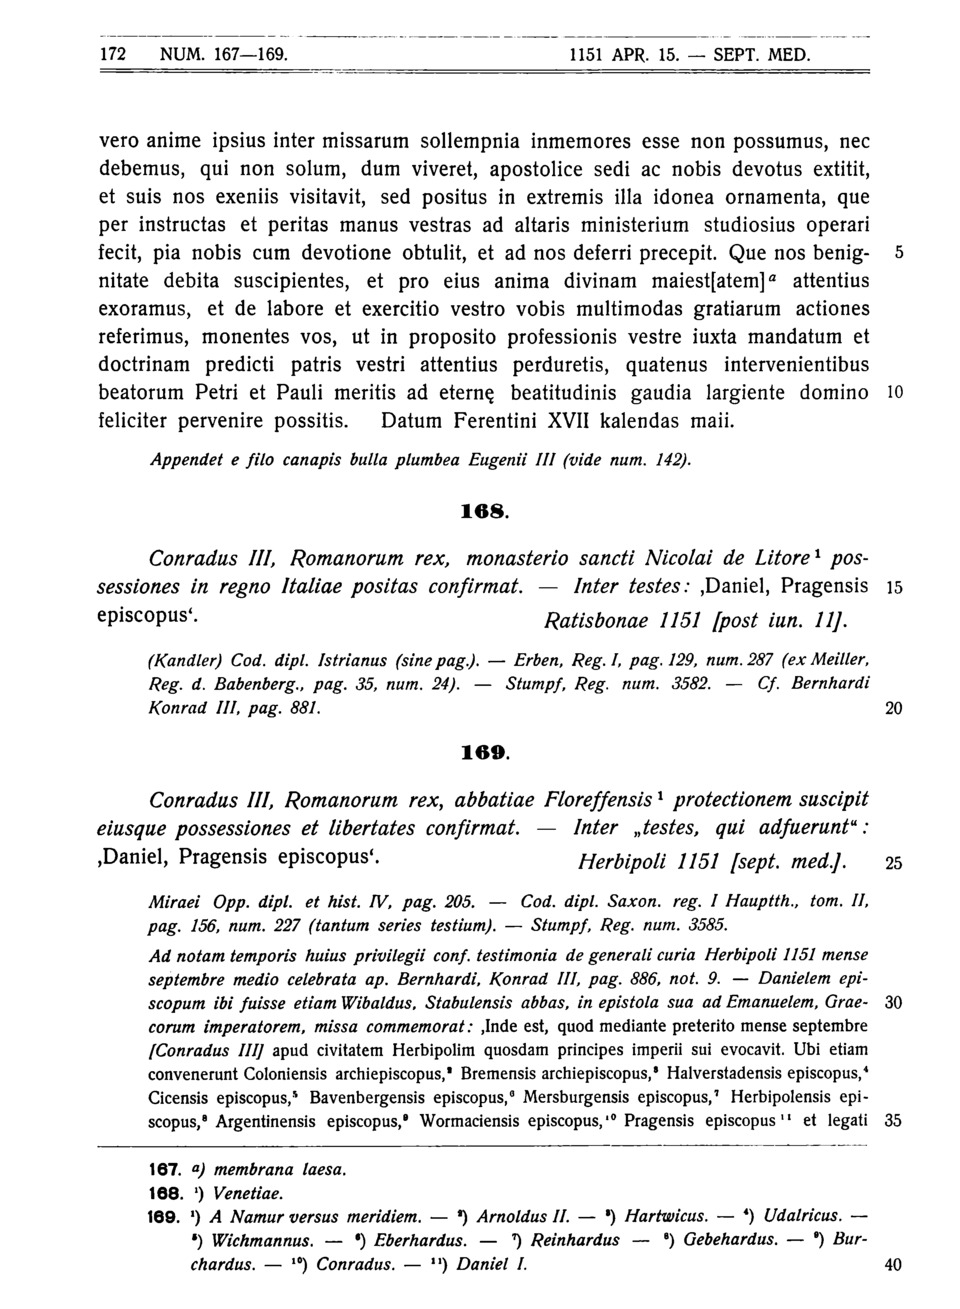 172 NUM. 167—169. 1151 APR. 15. — SEPT. MED.
vero anime ipsius inter missarum sollempnia inmemores esse non possumus, nec
debemus, qui non solum, dum viveret, apostolice sedi ac nobis devotus extitit,
et suis nos exeniis visitavit, sed positus in extremis illa idonea ornamenta, que
per instructas et peritas manus vestras ad altaris ministerium studiosius operari
fecit, pia nobis cum devotione obtulit, et ad nos deferri precepit. Que nos benig- 5
nitate debita suscipientes, et pro eius anima divinam maiest[atem]ᵃ attentius
exoramus, et de labore et exercitio vestro vobis multimodas gratiarum actiones
referimus, monentes vos, ut in proposito professionis vestre iuxta mandatum et
doctrinam predicti patris vestri attentius perduretis, quatenus intervenientibus
beatorum Petri et Pauli meritis ad eternę beatitudinis gaudia largiente domino 10
feliciter pervenire possitis. Datum Ferentini XVII kalendas maii.
Appendet e filo canapis bulla plumbea Eugenii III (vide num. 142).
168.
Conradus III, Romanorum rex, monasterio sancti Nicolai de Litore¹ pos-
sessiones in regno Italiae positas confirmat. — Inter testes: ‚Daniel, Pragensis 15
episcopus‘. Ratisbonae 1151 [post iun. 11].
(Kandler) Cod. dipl. Istrianus (sine pag.). — Erben, Reg. I, pag. 129, num. 287 (ex Meiller,
Reg. d. Babenberg., pag. 35, num. 24). — Stumpf, Reg. num. 3582. — Cf. Bernhardi
Konrad III, pag. 881. 20
169.
Conradus III, Romanorum rex, abbatiae Floreffensis¹ protectionem suscipit
eiusque possessiones et libertates confirmat. — Inter „testes, qui adfuerunt“:
‚Daniel, Pragensis episcopus‘. Herbipoli 1151 [sept. med.]. 25
Miraei Opp. dipl. et hist. IV, pag. 205. — Cod. dipl. Saxon. reg. I Hauptth., tom. II,
pag. 156, num. 227 (tantum series testium). — Stumpf, Reg. num. 3585.
Ad notam temporis huius privilegii conf. testimonia de generali curia Herbipoli 1151 mense
septembre medio celebrata ap. Bernhardi, Konrad III, pag. 886, not. 9. — Danielem epi-
scopum ibi fuisse etiam Wibaldus, Stabulensis abbas, in epistola sua ad Emanuelem, Grae- 30
corum imperatorem, missa commemorat: ‚Inde est, quod mediante preterito mense septembre
[Conradus III] apud civitatem Herbipolim quosdam principes imperii sui evocavit. Ubi etiam
convenerunt Coloniensis archiepiscopus,² Bremensis archiepiscopus,³ Halverstadensis episcopus,⁴
Cicensis episcopus,⁵ Bavenbergensis episcopus,⁶ Mersburgensis episcopus,⁷ Herbipolensis epi-
scopus,⁸ Argentinensis episcopus,⁹ Wormaciensis episcopus,¹⁰ Pragensis episcopus¹¹ et legati 35
167. ᵃ) membrana laesa.
168. ¹) Venetiae.
169. ¹) A Namur versus meridiem. — ²) Arnoldus II. — ³) Hartwicus. — ⁴) Udalricus. —
⁵) Wichmannus. — ⁶) Eberhardus. — ⁷) Reinhardus — ⁸) Gebehardus. — ⁹) Bur-
chardus. — ¹⁰) Conradus. — ¹¹) Daniel I. 40